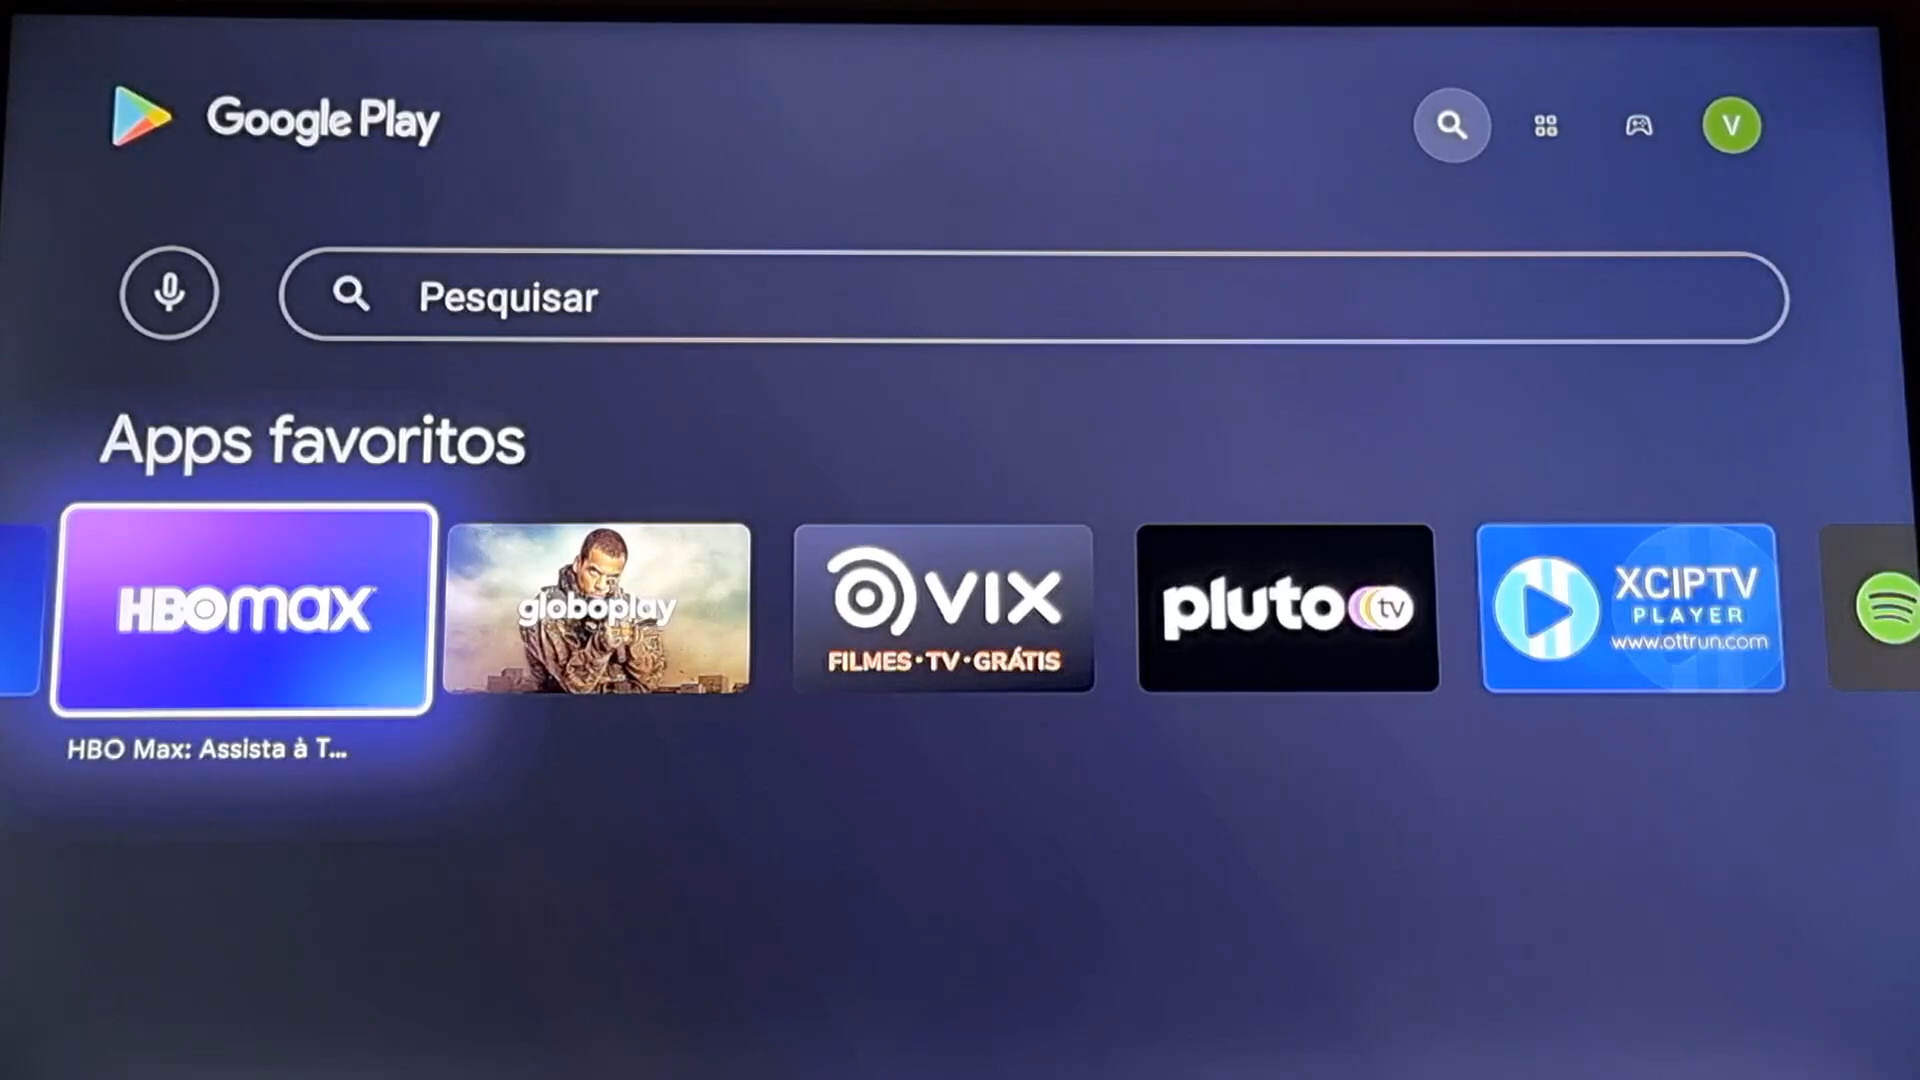 Google Play
V
Pesquisar
Apps favoritos
HBOmax
globoplay
VIX
FILMES•TV•GRÁTIS
pluto tv
XCIPTV
PLAYER
www.ottrun.com
HBO Max: Assista à T...